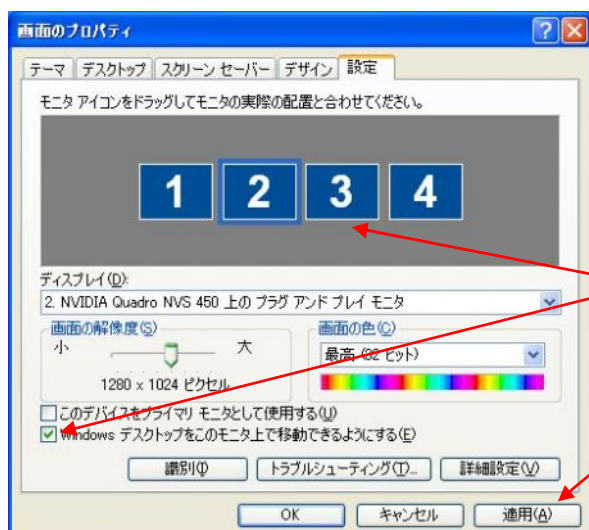 画面のプロパティ
テーマ デスクトップ スクリーン セーバー デザイン 設定
モニタ アイコンをドラッグしてモニタの実際の配置と合わせてください。
1 2 3 4
ディスプレイ(D):
2. NVIDIA Quadro NVS 450 上の プラグ アンド プレイ モニタ
画面の解像度(S) 画面の色(C)
小 大 最高 (32 ビット)
1280 x 1024 ピクセル
このデバイスをプライマリ モニタとして使用する(U)
Windows デスクトップをこのモニタ上で移動できるようにする(E)
識別(I) トラブルシューティング(T)... 詳細設定(V)
OK キャンセル 適用(A)